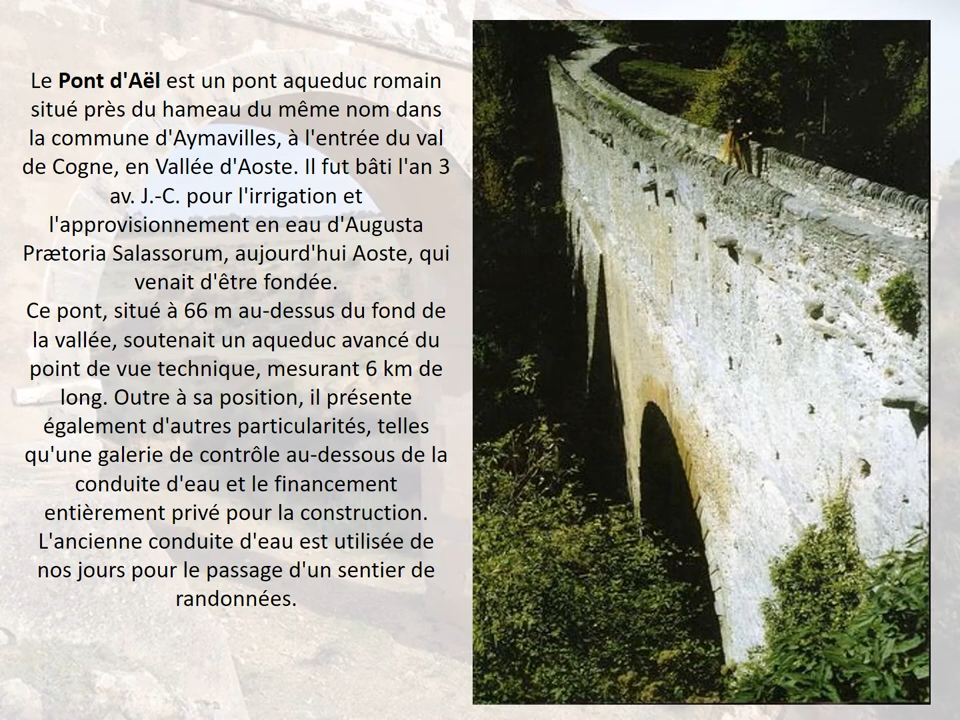 Le Pont d'Aël est un pont aqueduc romain
situé près du hameau du même nom dans
la commune d'Aymavilles, à l'entrée du val
de Cogne, en Vallée d'Aoste. Il fut bâti l'an 3
av. J.-C. pour l'irrigation et
l'approvisionnement en eau d'Augusta
Prætoria Salassorum, aujourd'hui Aoste, qui
venait d'être fondée.
Ce pont, situé à 66 m au-dessus du fond de
la vallée, soutenait un aqueduc avancé du
point de vue technique, mesurant 6 km de
long. Outre à sa position, il présente
également d'autres particularités, telles
qu'une galerie de contrôle au-dessous de la
conduite d'eau et le financement
entièrement privé pour la construction.
L'ancienne conduite d'eau est utilisée de
nos jours pour le passage d'un sentier de
randonnées.